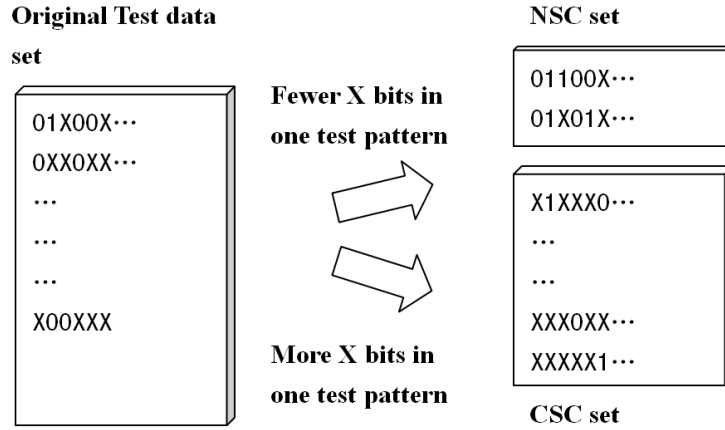 Original Test data
set
01X00X···
0XX0XX···
···
···
···
X00XXX
Fewer X bits in
one test pattern
More X bits in
one test pattern
NSC set
01100X···
01X01X···
X1XXX0···
···
···
XXX0XX···
XXXXX1···
CSC set